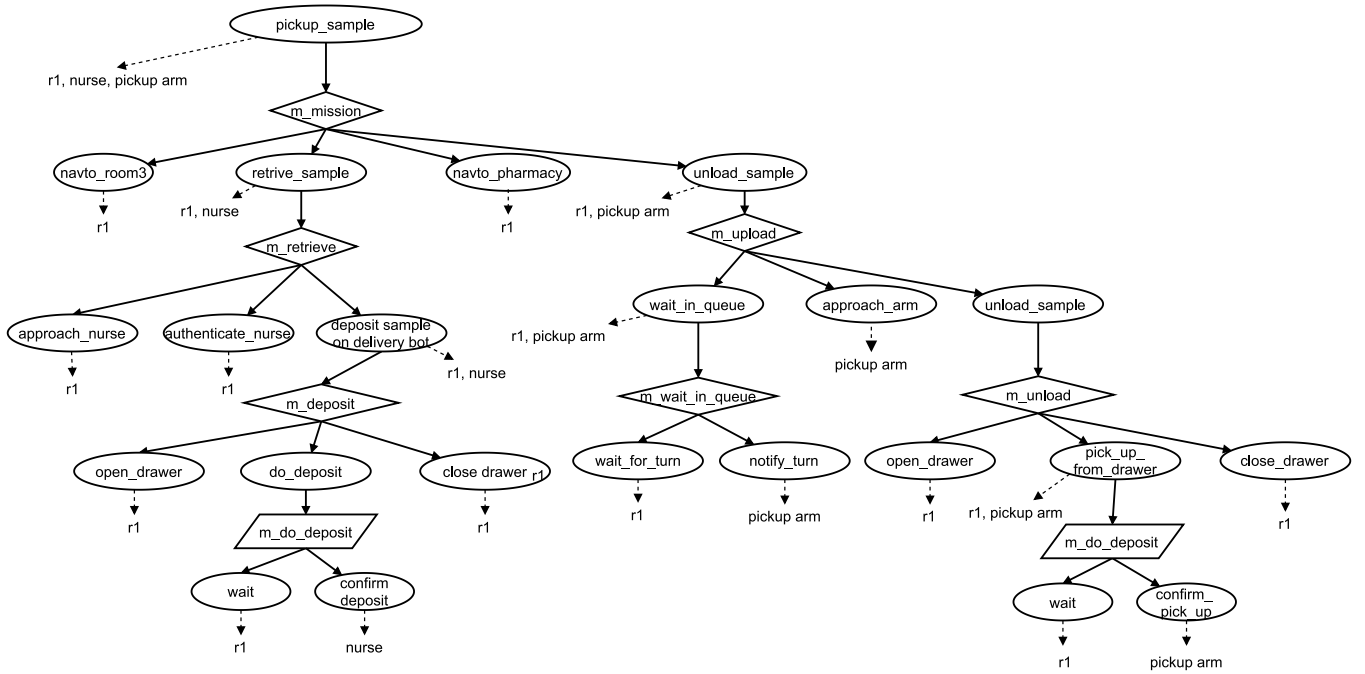 pickup_sample
r1, nurse, pickup arm
m_mission
navto_room3
retrive_sample
navto_pharmacy
unload_sample
r1
r1, nurse
r1
r1, pickup arm
m_retrieve
m_upload
approach_nurse
authenticate_nurse
deposit sample
on delivery bot
wait_in_queue
approach_arm
unload_sample
r1
r1
r1, nurse
r1, pickup arm
pickup arm
m_deposit
m_wait_in_queue
m_unload
open_drawer
do_deposit
close drawer
r1
wait_for_turn
notify_turn
open_drawer
pick_up_
from_drawer
close_drawer
r1
r1
r1
pickup arm
r1
r1, pickup arm
r1
m_do_deposit
m_do_deposit
wait
confirm
deposit
wait
confirm_
pick_up
r1
nurse
r1
pickup arm